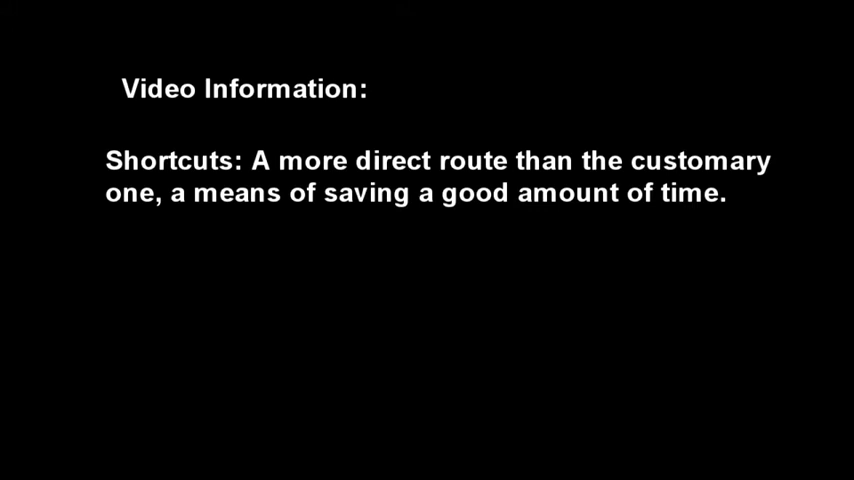 Video Information:
Shortcuts: A more direct route than the customary
one, a means of saving a good amount of time.